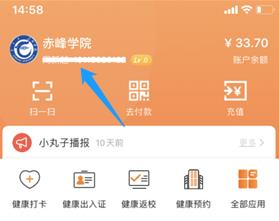 14:58
赤峰学院
¥ 33.70
Lv 0
账户余额
扫一扫
去付款
充值
小丸子播报 10天前
更多
健康打卡
健康出入证
健康返校
健康预约
全部应用